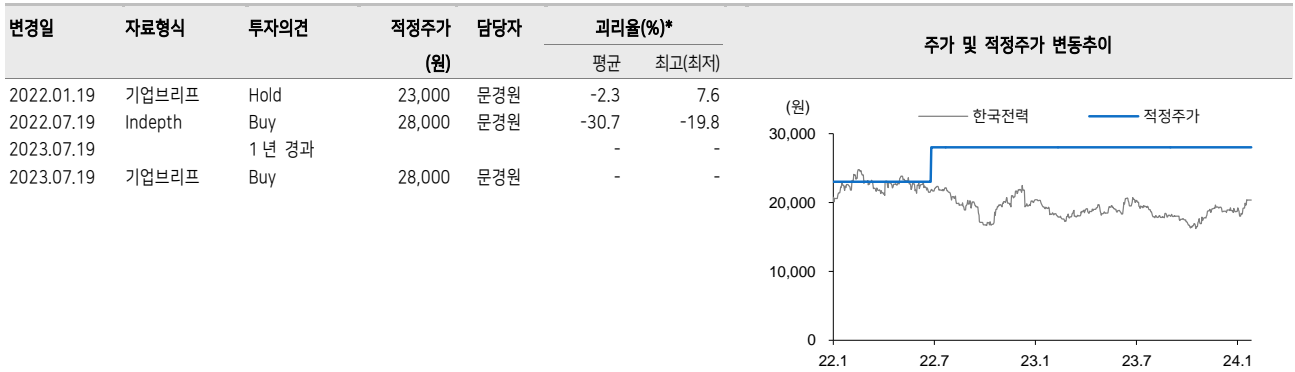 변경일 자료형식 투자의견 적정주가 담당자 괴리율(%)* 주가 및 적정주가 변동추이
(원) 평균 최고(최저)
2022.01.19 기업브리프 Hold 23,000 문경원 -2.3 7.6
2022.07.19 Indepth Buy 28,000 문경원 -30.7 -19.8
2023.07.19 1년 경과 - -
2023.07.19 기업브리프 Buy 28,000 문경원 - -
(원) 한국전력 적정주가
30,000
20,000
10,000
0
22.1 22.7 23.1 23.7 24.1